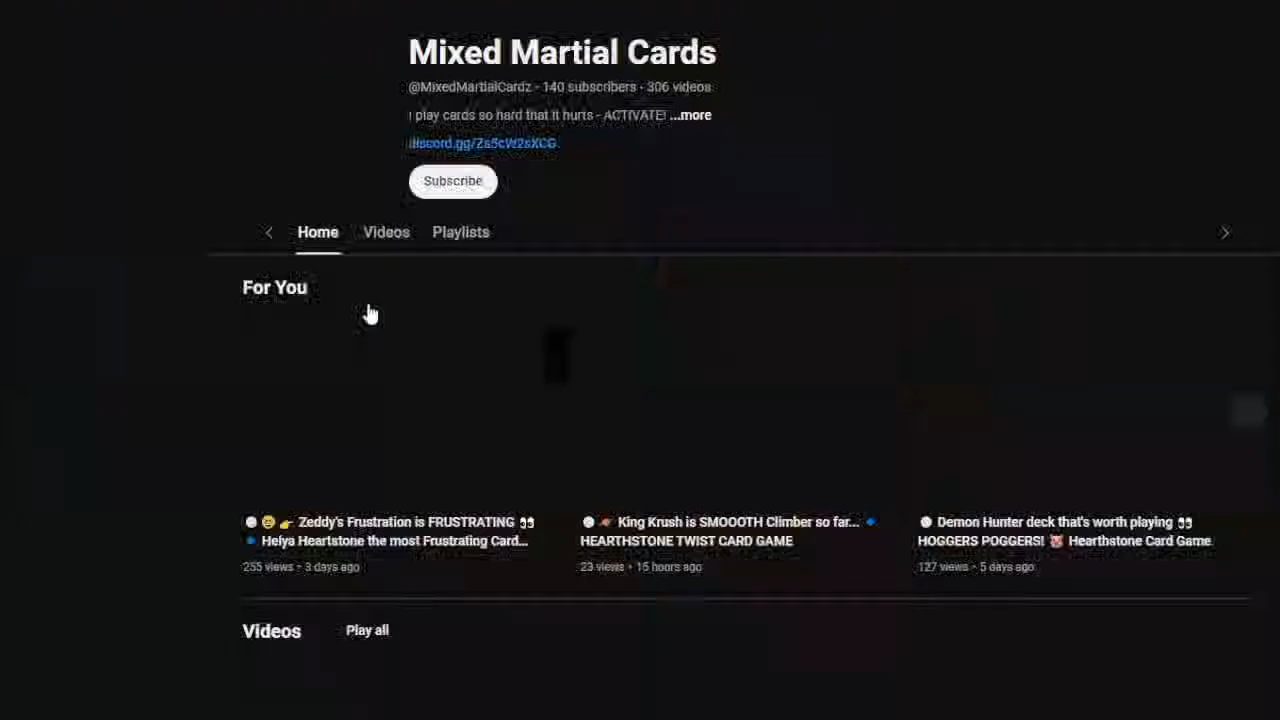 Mixed Martial Cards
@MixedMartialCardz · 140 subscribers · 306 videos
I play cards so hard that it hurts - ACTIVATE! ...more
discord.gg/Za5cW2sXCG
Subscribe
Home Videos Playlists
For You
Zeddy's Frustration is FRUSTRATING 👀
Helya Heartstone the most Frustrating Card...
255 views · 3 days ago
King Krush is SMOOOTH Climber so far...
HEARTHSTONE TWIST CARD GAME
23 views · 15 hours ago
Demon Hunter deck that's worth playing 👀
HOGGERS POGGERS! 🐷 Hearthstone Card Game
127 views · 5 days ago
Videos Play all